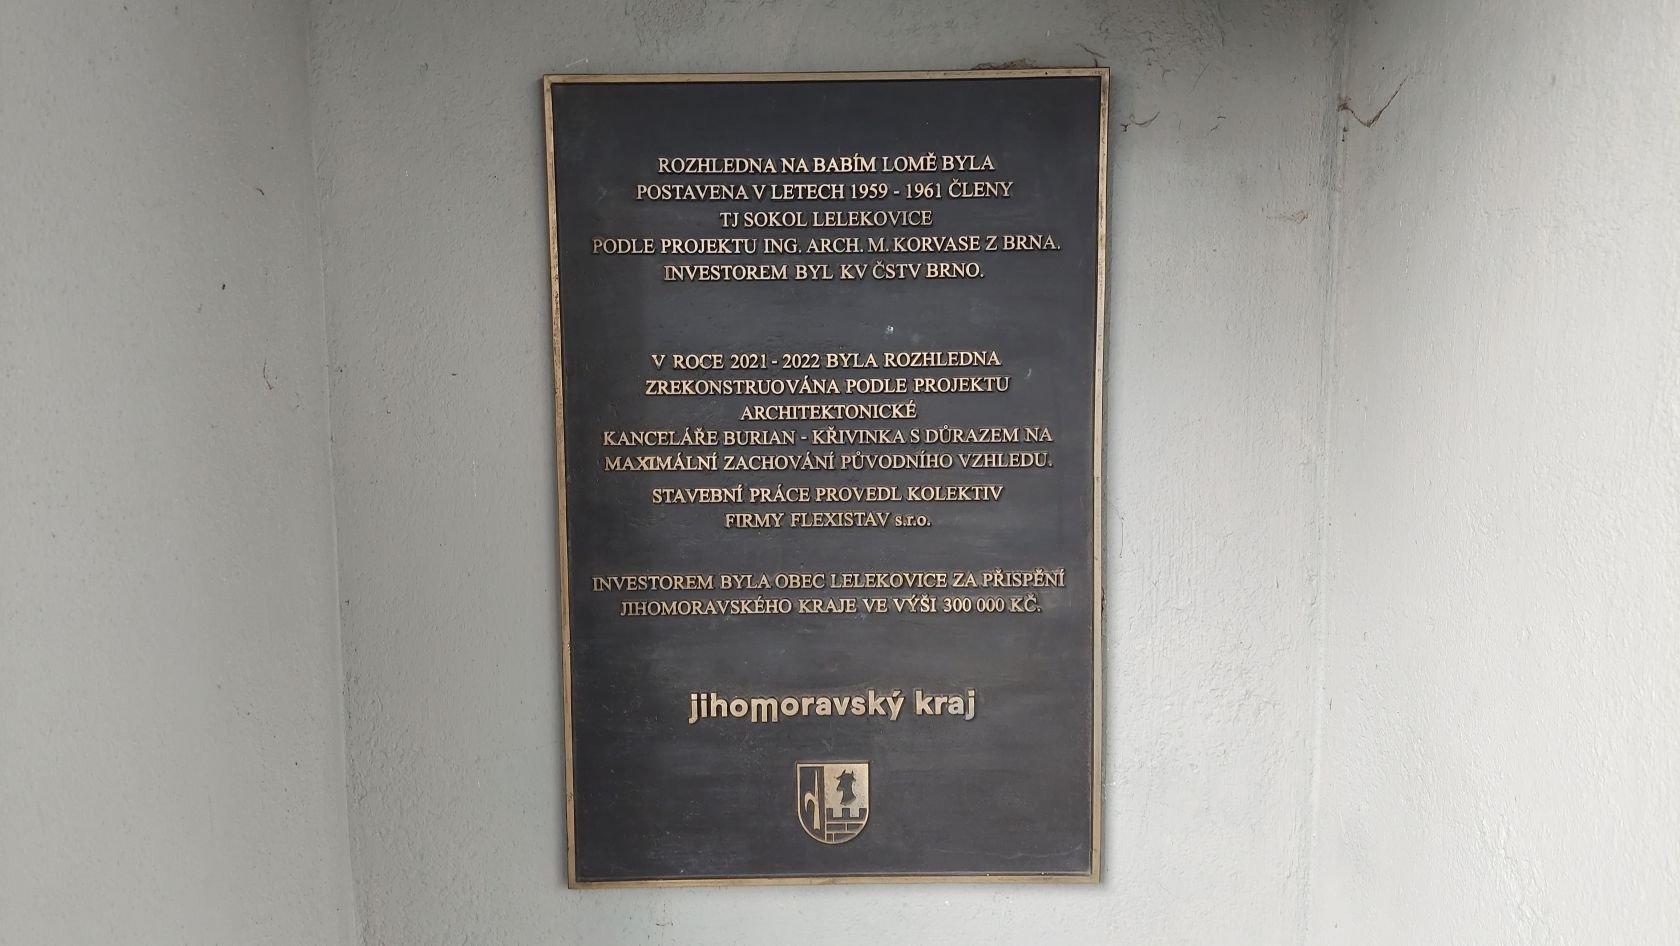 ROZHLEDNA NA BABÍM LOMĚ BYLA
POSTAVENA V LETECH 1959 - 1961 ČLENY
TJ SOKOL LELEKOVICE
PODLE PROJEKTU ING. ARCH. M. KORVASE Z BRNA.
INVESTOREM BYL KV ČSTV BRNO.
V ROCE 2021 - 2022 BYLA ROZHLEDNA
ZREKONSTRUOVÁNA PODLE PROJEKTU
ARCHITEKTONICKÉ
KANCELÁŘE BURIAN - KŘIVINKA S DŮRAZEM NA
MAXIMÁLNÍ ZACHOVÁNÍ PŮVODNÍHO VZHLEDU.
STAVEBNÍ PRÁCE PROVEDL KOLEKTIV
FIRMY FLEXISTAV s.r.o.
INVESTOREM BYLA OBEC LELEKOVICE ZA PŘISPĚNÍ
JIHOMORAVSKÉHO KRAJE VE VÝŠI 300 000 KČ.
jihomoravský kraj